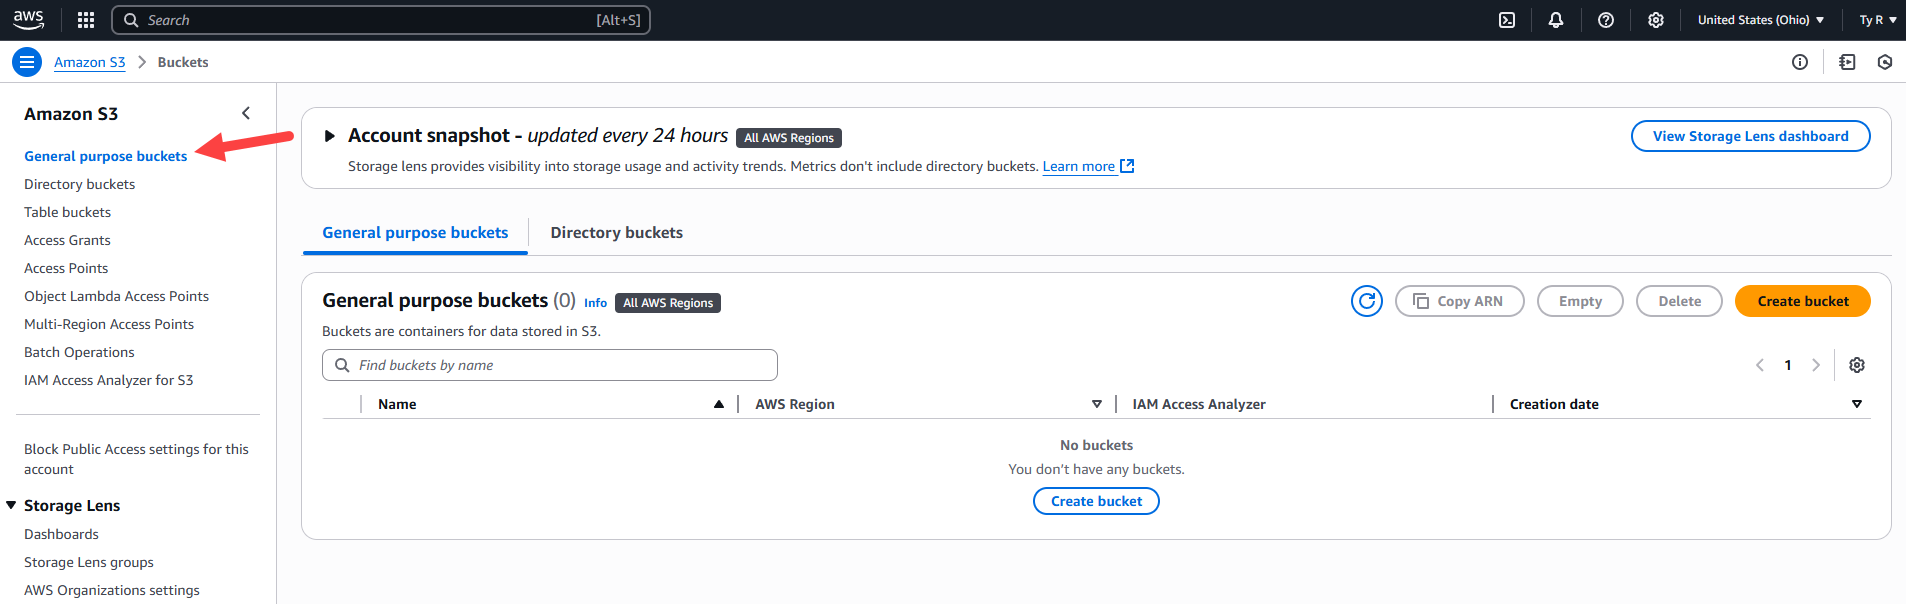 aws
Search [Alt+S]
United States (Ohio)
Ty R
Amazon S3 Buckets
Amazon S3
General purpose buckets
Directory buckets
Table buckets
Access Grants
Access Points
Object Lambda Access Points
Multi-Region Access Points
Batch Operations
IAM Access Analyzer for S3
Block Public Access settings for this
account
Storage Lens
Dashboards
Storage Lens groups
AWS Organizations settings
Account snapshot - updated every 24 hours All AWS Regions
View Storage Lens dashboard
Storage lens provides visibility into storage usage and activity trends. Metrics don't include directory buckets. Learn more
General purpose buckets Directory buckets
General purpose buckets (0) Info All AWS Regions
Copy ARN Empty Delete Create bucket
Buckets are containers for data stored in S3.
Find buckets by name
1
Name AWS Region IAM Access Analyzer Creation date
No buckets
You don't have any buckets.
Create bucket